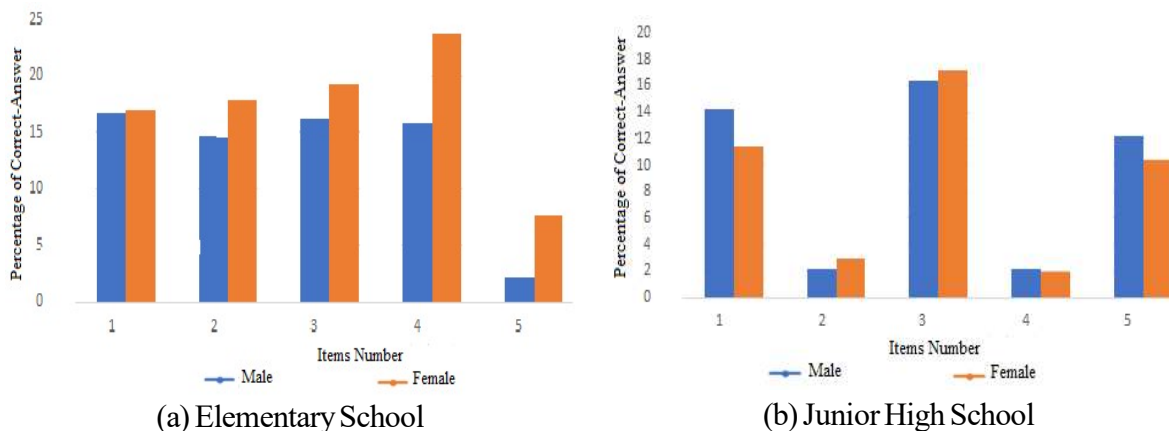 Percentage of Correct-Answer
25
20
15
10
5
0
1 2 3 4 5
Items Number
Male Female
(a) Elementary School
Percentage of Correct-Answer
20
18
16
14
12
10
8
6
4
2
0
1 2 3 4 5
Items Number
Male Female
(b) Junior High School